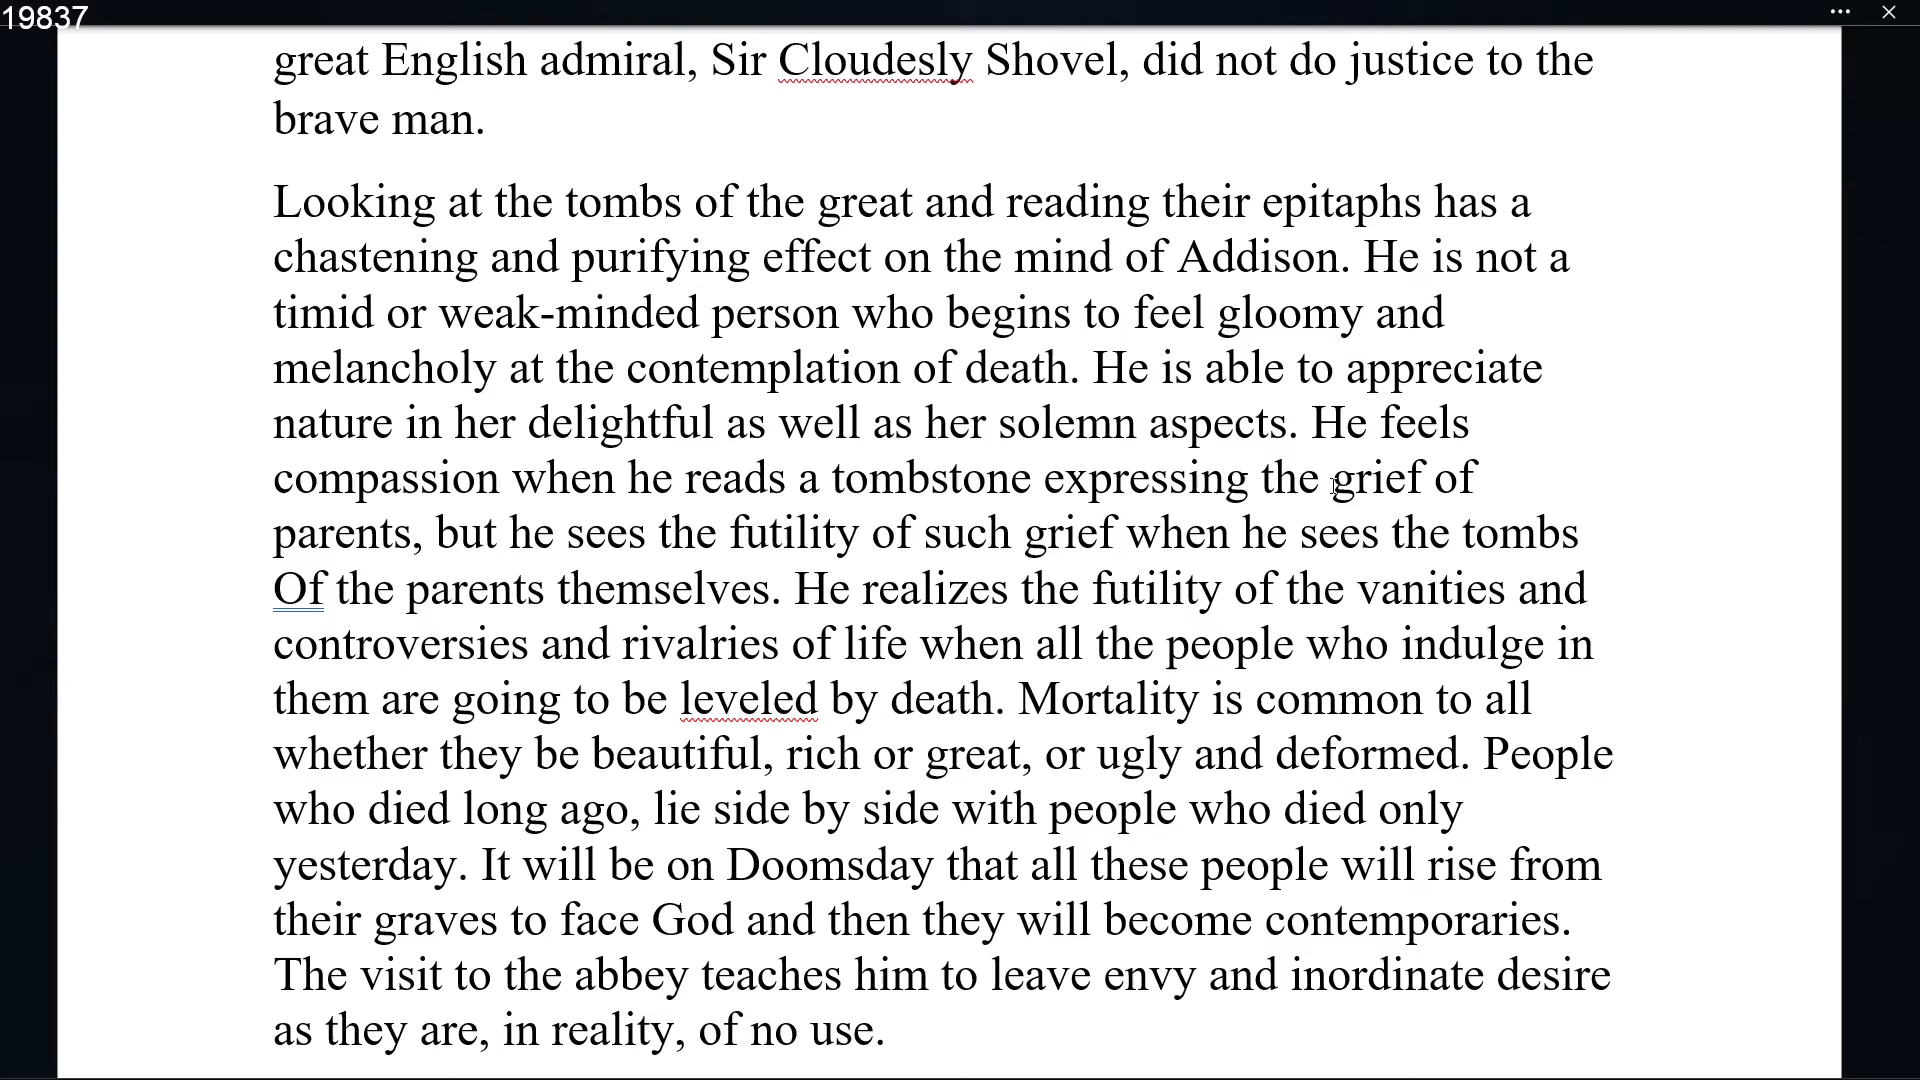 19837
great English admiral, Sir Cloudesly Shovel, did not do justice to the
brave man.
Looking at the tombs of the great and reading their epitaphs has a
chastening and purifying effect on the mind of Addison. He is not a
timid or weak-minded person who begins to feel gloomy and
melancholy at the contemplation of death. He is able to appreciate
nature in her delightful as well as her solemn aspects. He feels
compassion when he reads a tombstone expressing the grief of
parents, but he sees the futility of such grief when he sees the tombs
Of the parents themselves. He realizes the futility of the vanities and
controversies and rivalries of life when all the people who indulge in
them are going to be leveled by death. Mortality is common to all
whether they be beautiful, rich or great, or ugly and deformed. People
who died long ago, lie side by side with people who died only
yesterday. It will be on Doomsday that all these people will rise from
their graves to face God and then they will become contemporaries.
The visit to the abbey teaches him to leave envy and inordinate desire
as they are, in reality, of no use.